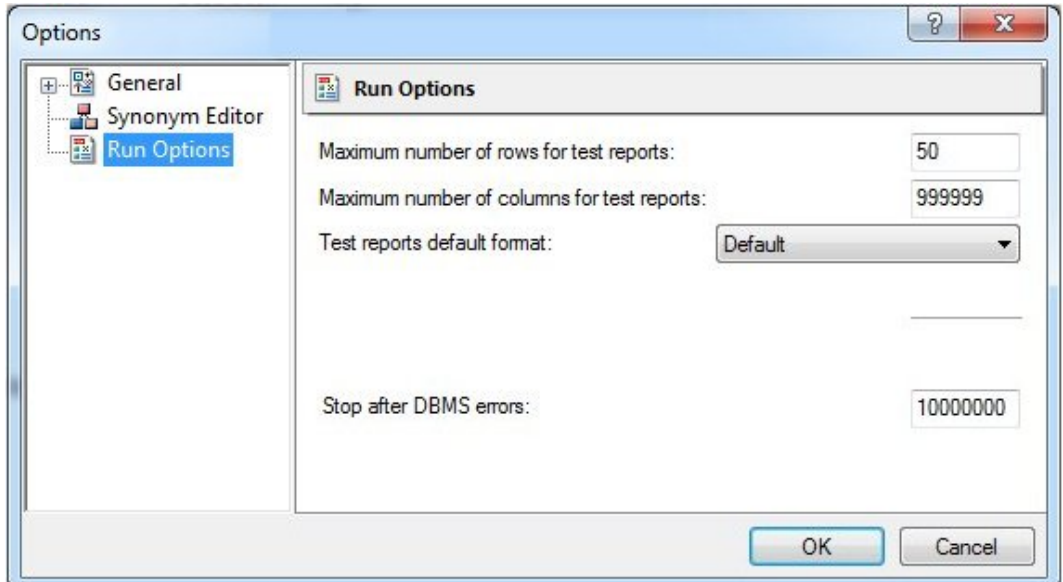 Options
General
Synonym Editor
Run Options
Run Options
Maximum number of rows for test reports: 50
Maximum number of columns for test reports: 999999
Test reports default format: Default
Stop after DBMS errors: 10000000
OK Cancel